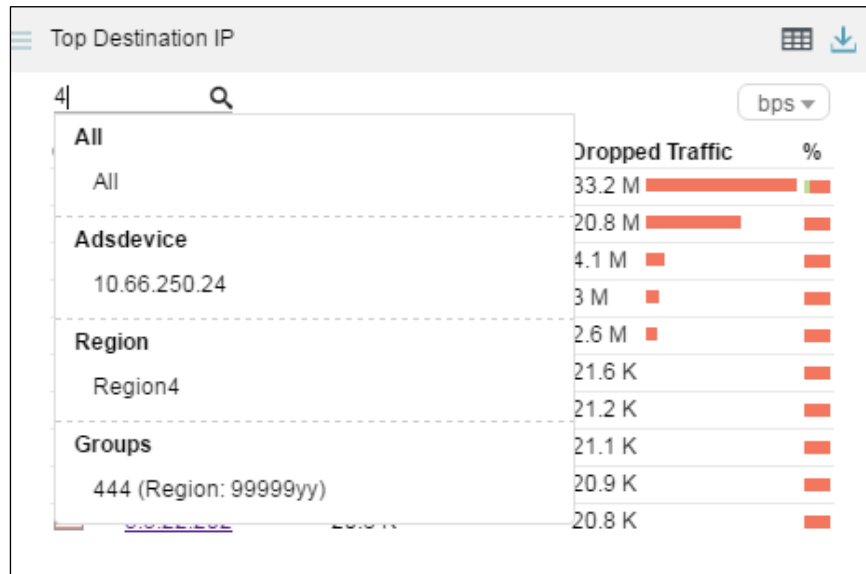 Top Destination IP
4
bps
All
Dropped Traffic %
All
33.2 M
20.8 M
Adsdevice
4.1 M
10.66.250.24
3 M
2.6 M
Region
21.6 K
Region4
21.2 K
Groups
21.1 K
444 (Region: 99999yy)
20.9 K
20.8 K